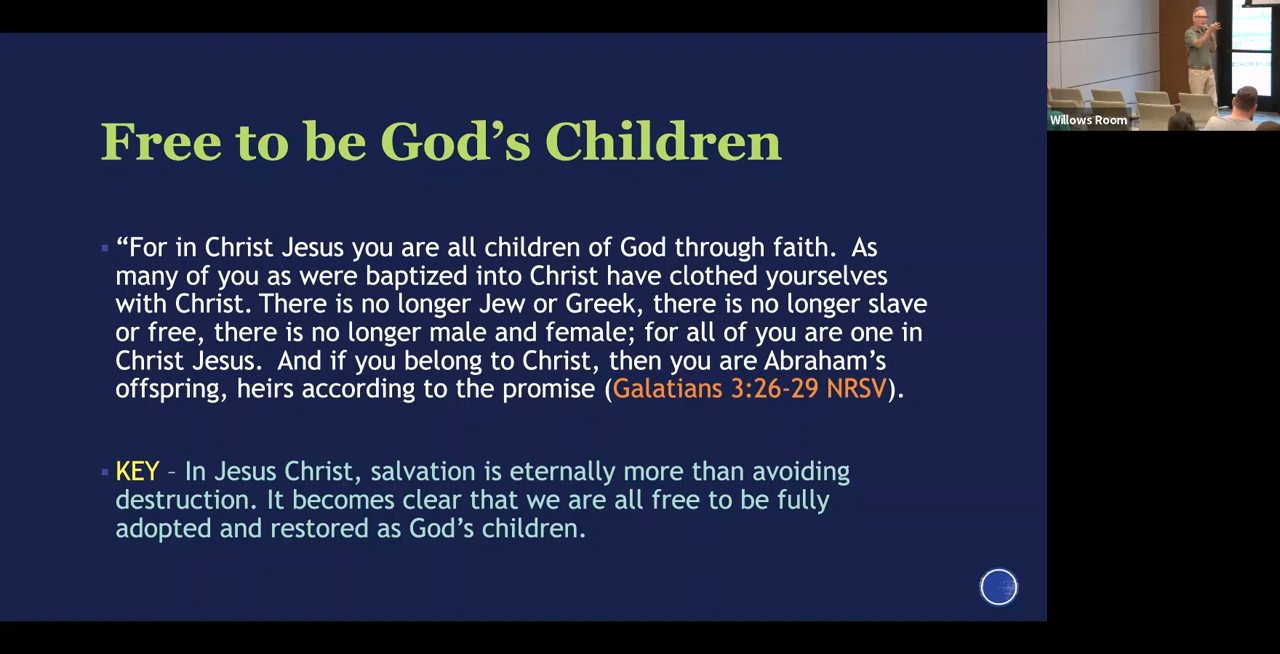 Free to be God's Children
“For in Christ Jesus you are all children of God through faith.  As
many of you as were baptized into Christ have clothed yourselves
with Christ. There is no longer Jew or Greek, there is no longer slave
or free, there is no longer male and female; for all of you are one in
Christ Jesus.  And if you belong to Christ, then you are Abraham’s
offspring, heirs according to the promise (Galatians 3:26-29 NRSV).
KEY – In Jesus Christ, salvation is eternally more than avoiding
destruction. It becomes clear that we are all free to be fully
adopted and restored as God’s children.
Willows Room